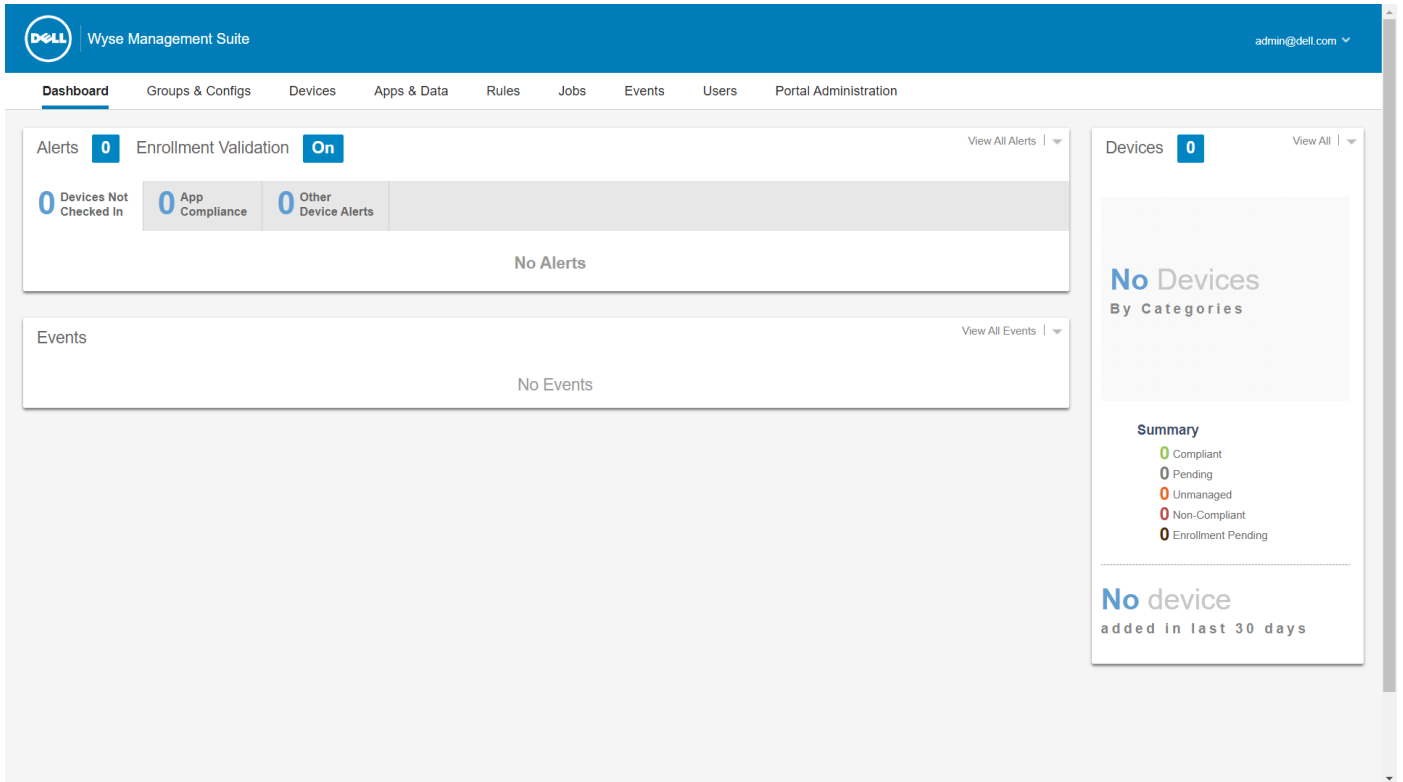 DELL Wyse Management Suite admin@dell.com
Dashboard Groups & Configs Devices Apps & Data Rules Jobs Events Users Portal Administration
Alerts 0 Enrollment Validation On View All Alerts
0 Devices Not Checked In
0 App Compliance
0 Other Device Alerts
No Alerts
Events View All Events
No Events
Devices 0 View All
No Devices
By Categories
Summary
0 Compliant
0 Pending
0 Unmanaged
0 Non-Compliant
0 Enrollment Pending
No device
added in last 30 days